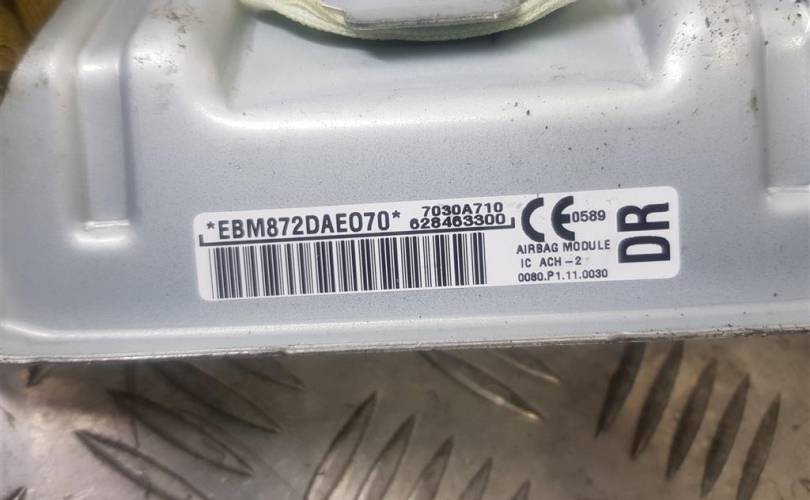 *EBM872DAE070*
7030A710
628463300
CE 0589
AIRBAG MODULE
IC ACH-2
0080.P1.11.0030
DR